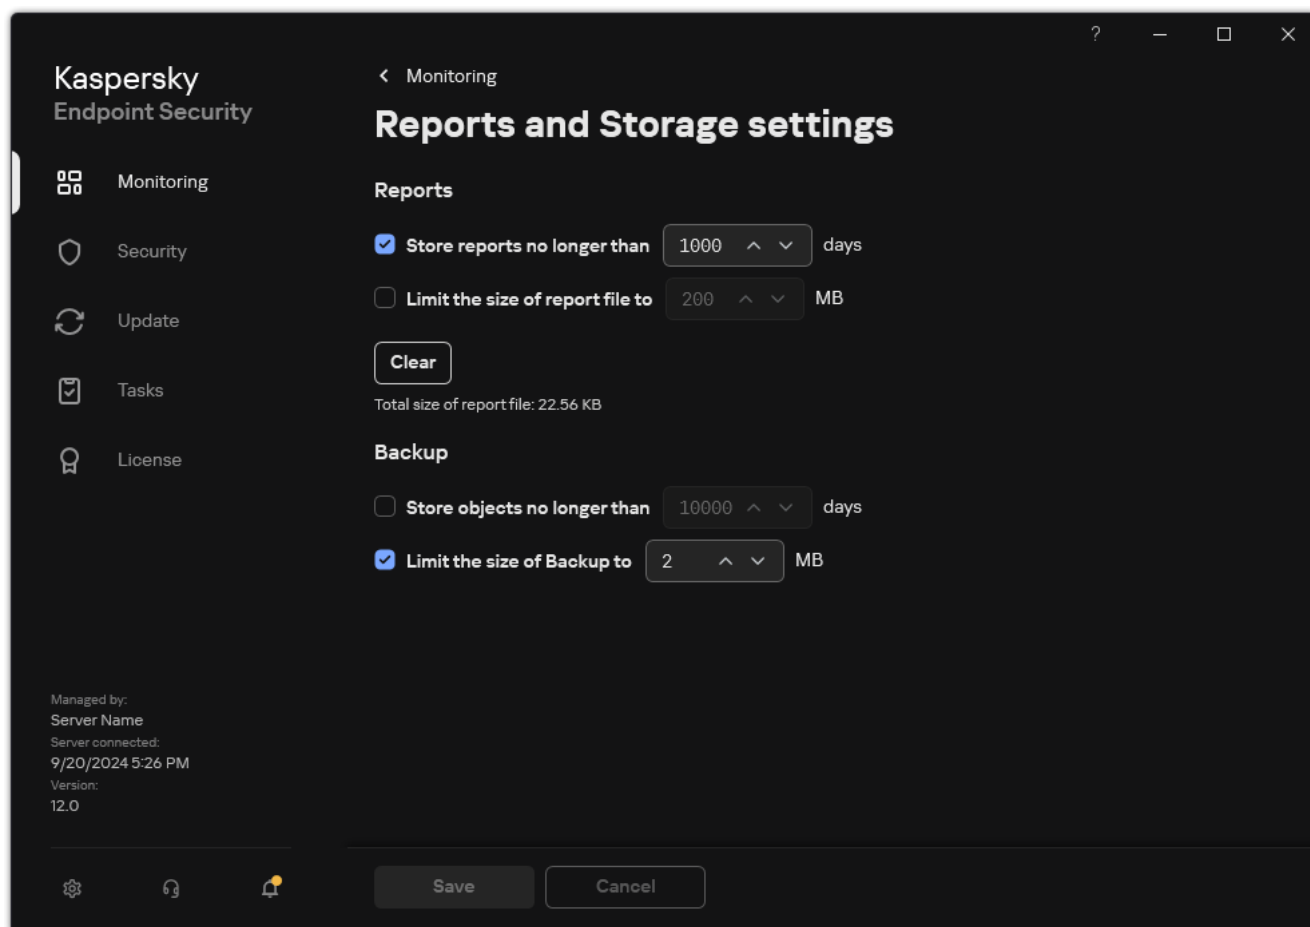 ?
Kaspersky
Endpoint Security
Monitoring
Security
Update
Tasks
License
Managed by:
Server Name
Server connected:
9/20/2024 5:26 PM
Version:
12.0
Monitoring
Reports and Storage settings
Reports
Store reports no longer than 1000 days
Limit the size of report file to 200 MB
Clear
Total size of report file: 22.56 KB
Backup
Store objects no longer than 10000 days
Limit the size of Backup to 2 MB
Save Cancel